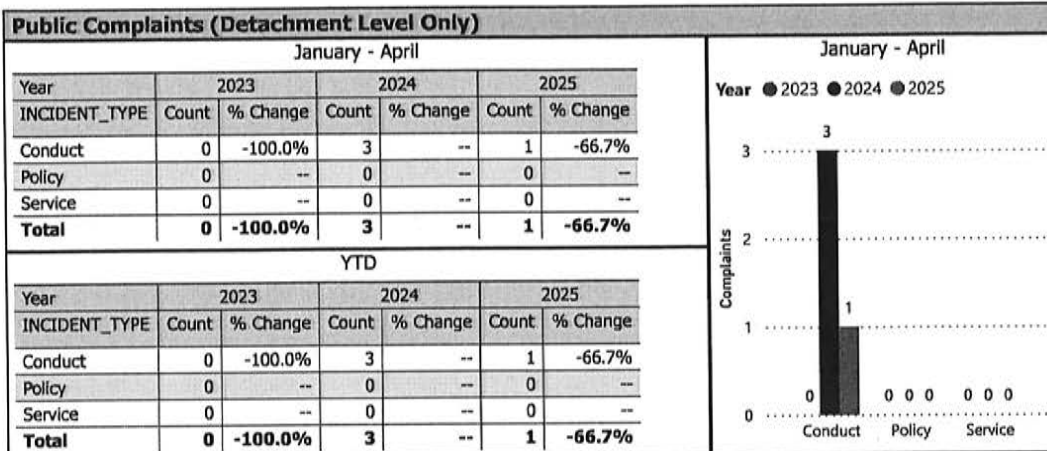 Public Complaints (Detachment Level Only)
January - April
Year 2023 2024 2025
INCIDENT_TYPE Count % Change Count % Change Count % Change
Conduct 0 -100.0% 3 -- 1 -66.7%
Policy 0 -- 0 -- 0 --
Service 0 -- 0 -- 0 --
Total 0 -100.0% 3 -- 1 -66.7%
YTD
Year 2023 2024 2025
INCIDENT_TYPE Count % Change Count % Change Count % Change
Conduct 0 -100.0% 3 -- 1 -66.7%
Policy 0 -- 0 -- 0 --
Service 0 -- 0 -- 0 --
Total 0 -100.0% 3 -- 1 -66.7%
January - April
Year 2023 2024 2025
Complaints
3
2
1
0
0 3 1
0 0 0
0 0 0
Conduct Policy Service